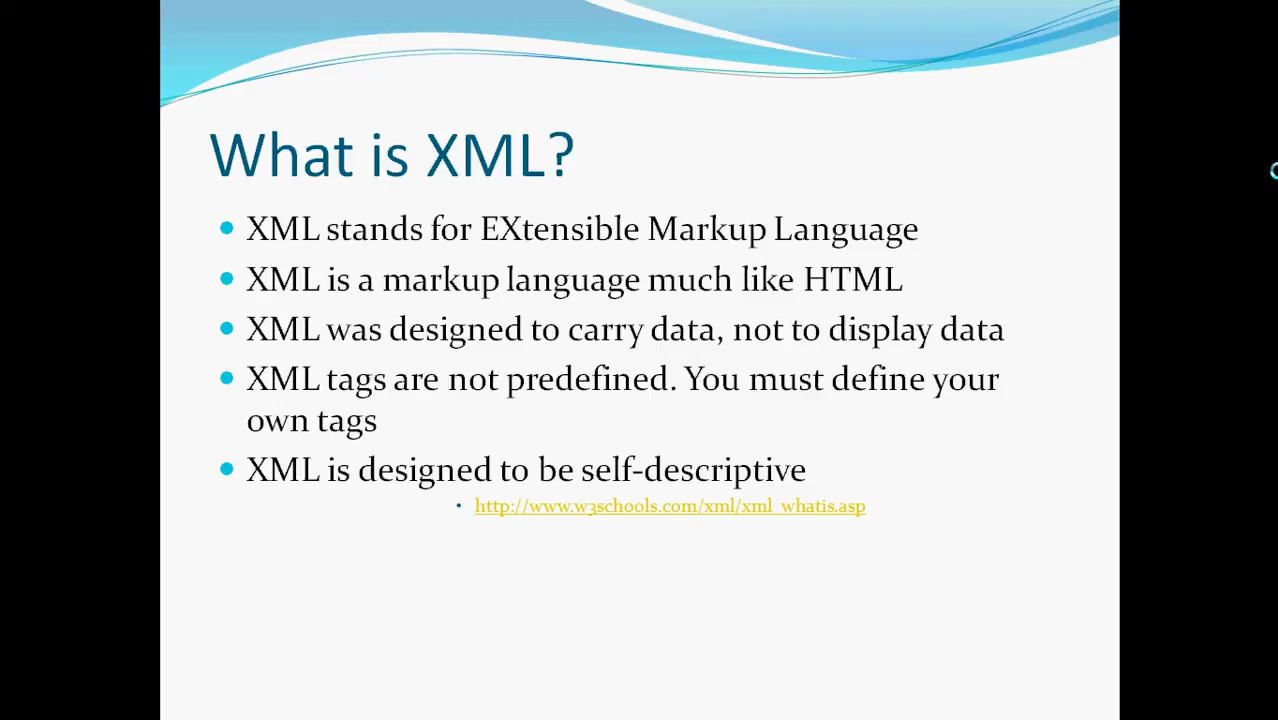 What is XML?
XML stands for EXtensible Markup Language
XML is a markup language much like HTML
XML was designed to carry data, not to display data
XML tags are not predefined. You must define your
own tags
XML is designed to be self-descriptive
http://www.w3schools.com/xml/xml_whatis.asp